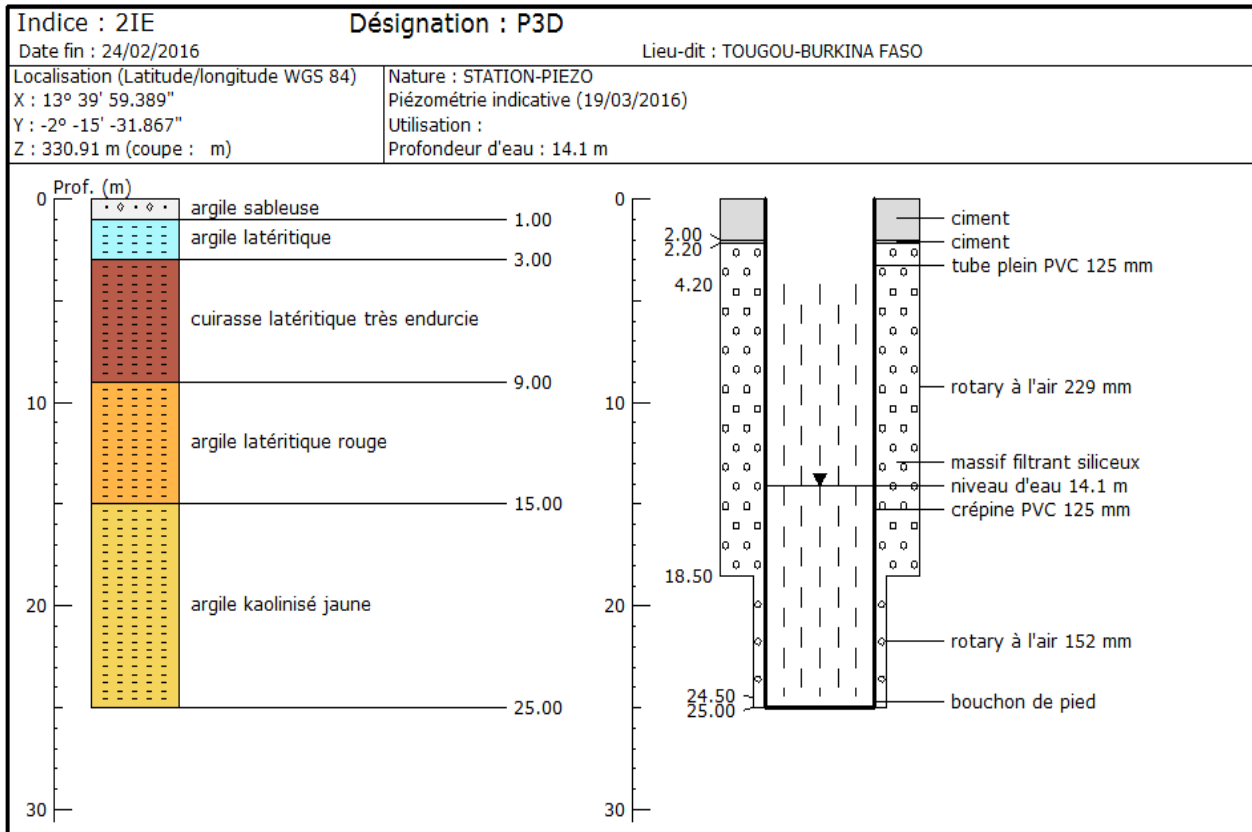 Indice : 2IE
Désignation : P3D
Date fin : 24/02/2016
Lieu-dit : TOUGOU-BURKINA FASO
Localisation (Latitude/longitude WGS 84)
X : 13° 39' 59.389"
Y : -2° -15' -31.867"
Z : 330.91 m (coupe :   m)
Nature : STATION-PIEZO
Piézométrie indicative (19/03/2016)
Utilisation :
Profondeur d'eau : 14.1 m
Prof. (m)
0
10
20
30
argile sableuse
1.00
argile latéritique
3.00
cuirasse latéritique très endurcie
9.00
argile latéritique rouge
15.00
argile kaolinisé jaune
25.00
0
10
20
30
2.00
2.20
4.20
18.50
24.50
25.00
ciment
ciment
tube plein PVC 125 mm
rotary à l'air 229 mm
massif filtrant siliceux
niveau d'eau 14.1 m
crépine PVC 125 mm
rotary à l'air 152 mm
bouchon de pied